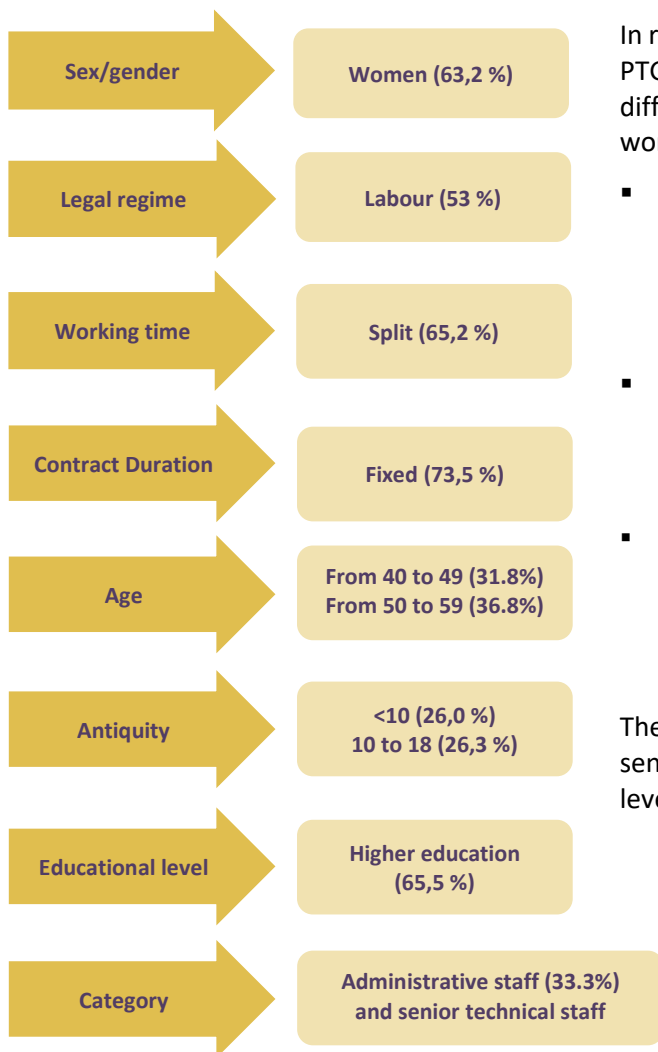 Sex/gender
Women (63,2 %)
Legal regime
Labour (53 %)
Working time
Split (65,2 %)
Contract Duration
Fixed (73,5 %)
Age
From 40 to 49 (31.8%)
From 50 to 59 (36.8%)
Antiquity
<10 (26,0 %)
10 to 18 (26,3 %)
Educational level
Higher education
(65,5 %)
Category
Administrative staff (33.3%)
and senior technical staff
In
diff
wo
▪
▪
▪
The
sen
leve